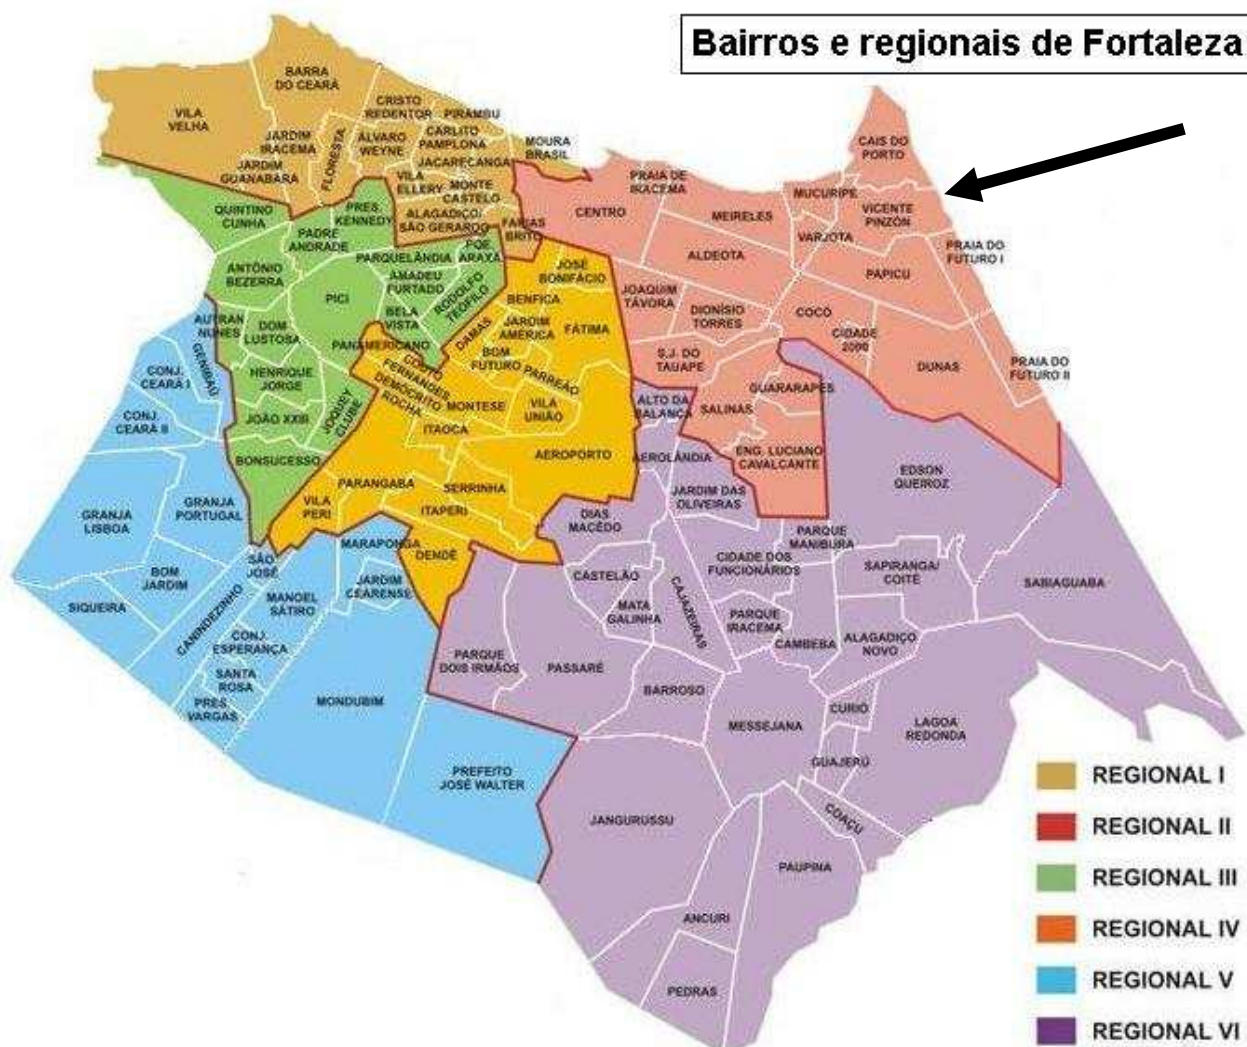 Bairros e regionais de Fortaleza
BARRA
DO CEARÁ
VILA
VELHA
CRISTO
REDENTOR
PIRAMBU
JARDIM
IRACEMA
FLORESTA
ÁLVARO
WEYNE
CARLITO
PAMPLONA
MOURA
BRASIL
JARDIM
GUANABARA
JACARECANGA
VILA
ELLERY
MONTE
CASTELO
ALAGADIÇO/
SÃO GERARDO
FARIAS
BRITO
CAIS DO
PORTO
PRAIA DE
IRACEMA
MUCURIPE
CENTRO
MEIRELES
VICENTE
PINZÓN
VARJOTA
PRAIA DO
FUTURO I
ALDEOTA
PAPICU
QUINTINO
CUNHA
PRES.
KENNEDY
PADRE
ANDRADE
PARQUELÂNDIA
PQE
ARAXÁ
ANTÔNIO
BEZERRA
AMADEU
FURTADO
RODOLFO
TEÓFILO
PICI
BELA
VISTA
JOSÉ
BONIFÁCIO
BENFICA
JOAQUIM
TÁVORA
DIONÍSIO
TORRES
COCÓ
CIDADE
2000
AUTRAN
NUNES
DOM
LUSTOSA
PANAMERICANO
DAMAS
JARDIM
AMÉRICA
FÁTIMA
S.J. DO
TAUAPE
DUNAS
PRAIA DO
FUTURO II
GENIBAÚ
CONJ.
CEARÁ I
HENRIQUE
JORGE
COUTO
FERNANDES
BOM
FUTURO
PARREÃO
DEMÓCRITO
ROCHA
MONTESE
VILA
UNIÃO
GUARARAPES
ALTO DA
BALANÇA
SALINAS
CONJ.
CEARÁ II
JOÃO XXIII
JOQUEY
CLUBE
ITAOCA
BONSUCESSO
AEROPORTO
AEROLÂNDIA
ENG. LUCIANO
CAVALCANTE
EDSON
QUEIROZ
PARANGABA
SERRINHA
JARDIM DAS
OLIVEIRAS
GRANJA
LISBOA
GRANJA
PORTUGAL
VILA
PERI
ITAPERI
DIAS
MACÊDO
PARQUE
MANIBURA
MARAPONGA
DENDÊ
SÃO
JOSÉ
BOM
JARDIM
CIDADE DOS
FUNCIONÁRIOS
SAPIRANGA/
COITÉ
SABIAGUABA
CASTELÃO
SIQUEIRA
CANINDEZINHO
MANOEL
SÁTIRO
JARDIM
CEARENSE
MATA
GALINHA
CAJAZEIRAS
PARQUE
IRACEMA
CAMBEBA
ALAGADIÇO
NOVO
CONJ.
ESPERANÇA
PARQUE
DOIS IRMÃOS
PASSARÉ
SANTA
ROSA
BARROSO
PRES.
VARGAS
MONDUBIM
MESSEJANA
CURIÓ
LAGOA
REDONDA
GUAJERÚ
PREFEITO
JOSÉ WALTER
JANGURUSSU
COAÇU
PAUPINA
ANCURI
PEDRAS
REGIONAL I
REGIONAL II
REGIONAL III
REGIONAL IV
REGIONAL V
REGIONAL VI